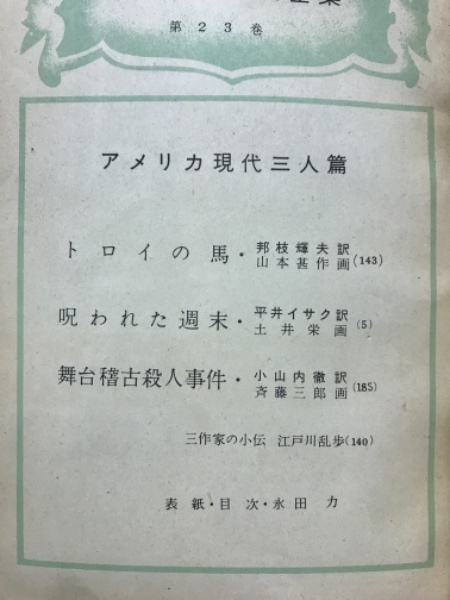 第23巻
アメリカ現代三人篇
トロイの馬・邦枝輝夫訳
山本甚作画(143)
呪われた週末・平井イサク訳
土井栄画(5)
舞台稽古殺人事件・小山内徹訳
斉藤三郎画(185)
三作家の小伝 江戸川乱歩(140)
表紙・目次・永田力